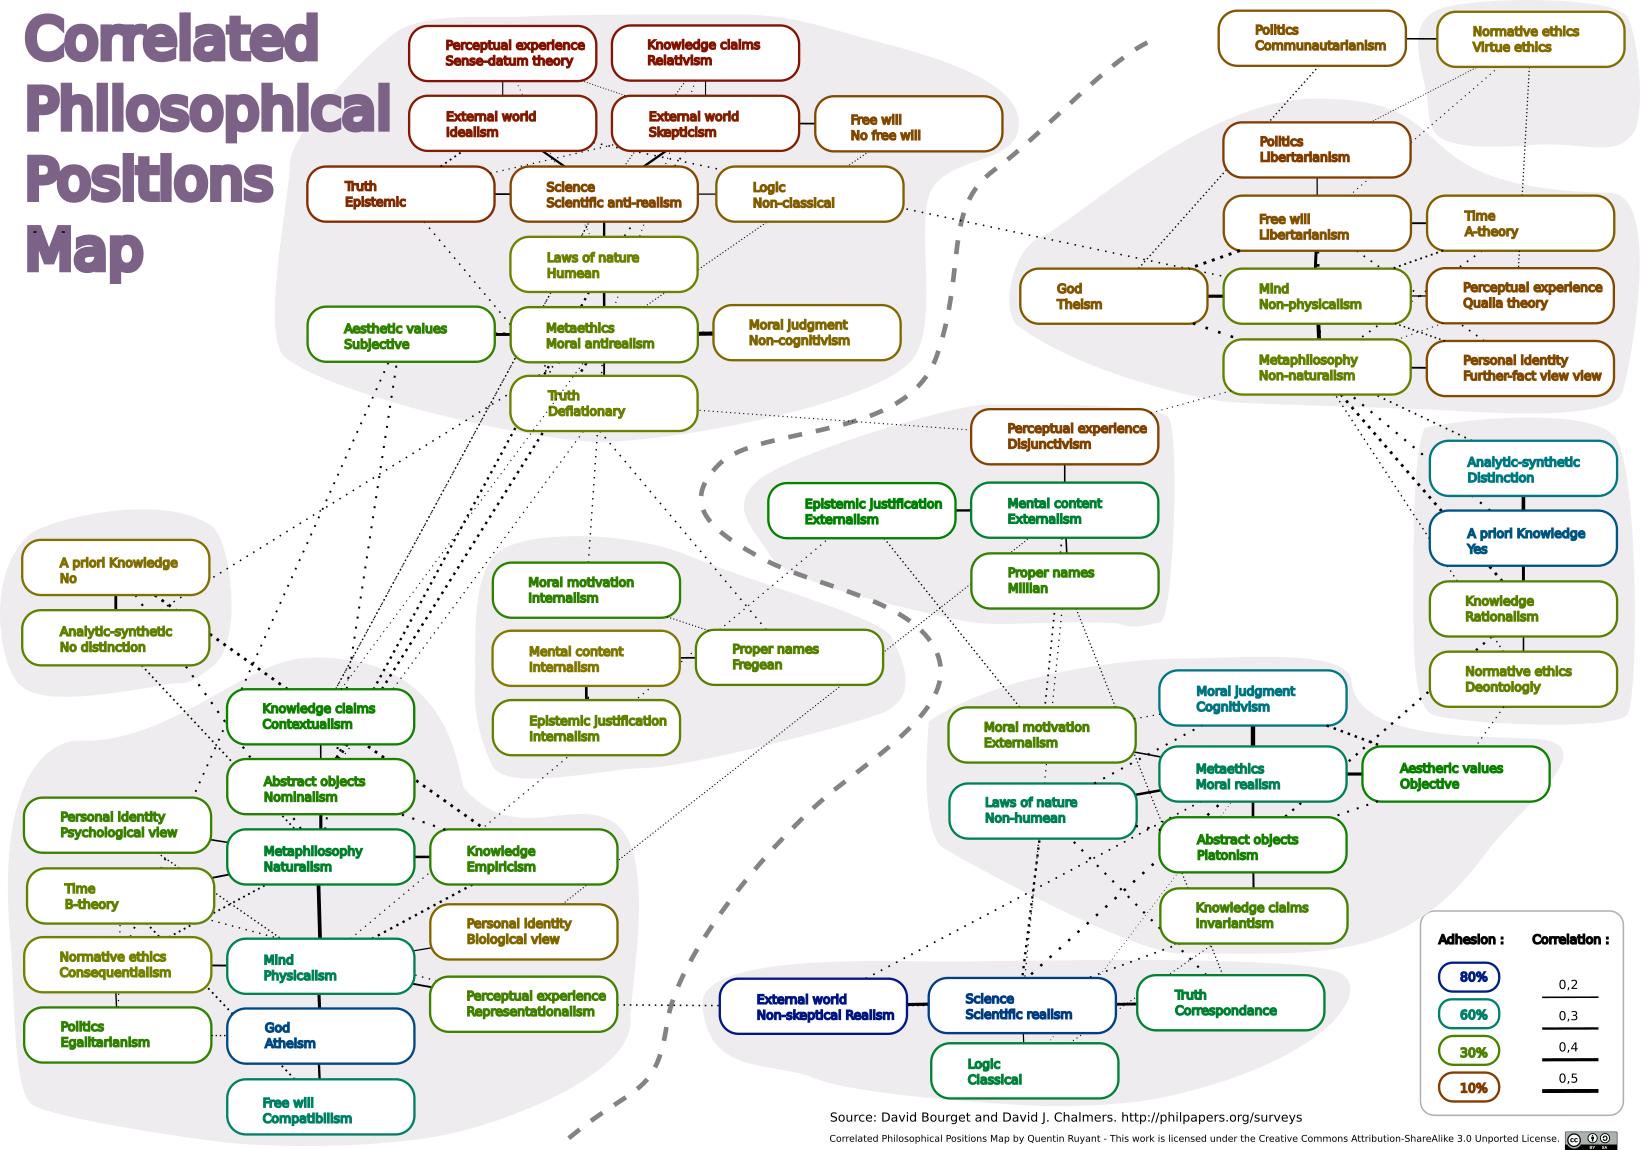 Correlated
Philosophical
Positions
Map
Perceptual experience
Sense-datum theory
Knowledge claims
Relativism
External world
Idealism
External world
Skepticism
Free will
No free will
Truth
Epistemic
Science
Scientific anti-realism
Logic
Non-classical
Laws of nature
Humean
Aesthetic values
Subjective
Metaethics
Moral antirealism
Moral judgment
Non-cognitivism
Truth
Deflationary
Politics
Communautarianism
Normative ethics
Virtue ethics
Politics
Libertarianism
Free will
Libertarianism
Time
A-theory
God
Theism
Mind
Non-physicalism
Perceptual experience
Qualia theory
Metaphilosophy
Non-naturalism
Personal identity
Further-fact view view
Perceptual experience
Disjunctivism
Epistemic justification
Externalism
Mental content
Externalism
Proper names
Millian
Analytic-synthetic
Distinction
A priori Knowledge
Yes
Knowledge
Rationalism
Normative ethics
Deontologiy
A priori Knowledge
No
Analytic-synthetic
No distinction
Moral motivation
Internalism
Mental content
Internalism
Proper names
Fregean
Epistemic justification
Internalism
Knowledge claims
Contextualism
Abstract objects
Nominalism
Personal identity
Psychological view
Metaphilosophy
Naturalism
Knowledge
Empiricism
Time
B-theory
Personal identity
Biological view
Normative ethics
Consequentialism
Mind
Physicalism
Perceptual experience
Representationalism
Politics
Egalitarianism
God
Atheism
Free will
Compatibilism
Moral judgment
Cognitivism
Moral motivation
Externalism
Metaethics
Moral realism
Aestheric values
Objective
Laws of nature
Non-humean
Abstract objects
Platonism
Knowledge claims
Invariantism
External world
Non-skeptical Realism
Science
Scientific realism
Truth
Correspondance
Logic
Classical
Adhesion : Correlation :
80%
60%
30%
10%
0,2
0,3
0,4
0,5
Source: David Bourget and David J. Chalmers. http://philpapers.org/surveys
Correlated Philosophical Positions Map by Quentin Ruyant - This work is licensed under the Creative Commons Attribution-ShareAlike 3.0 Unported License.
cc BY SA